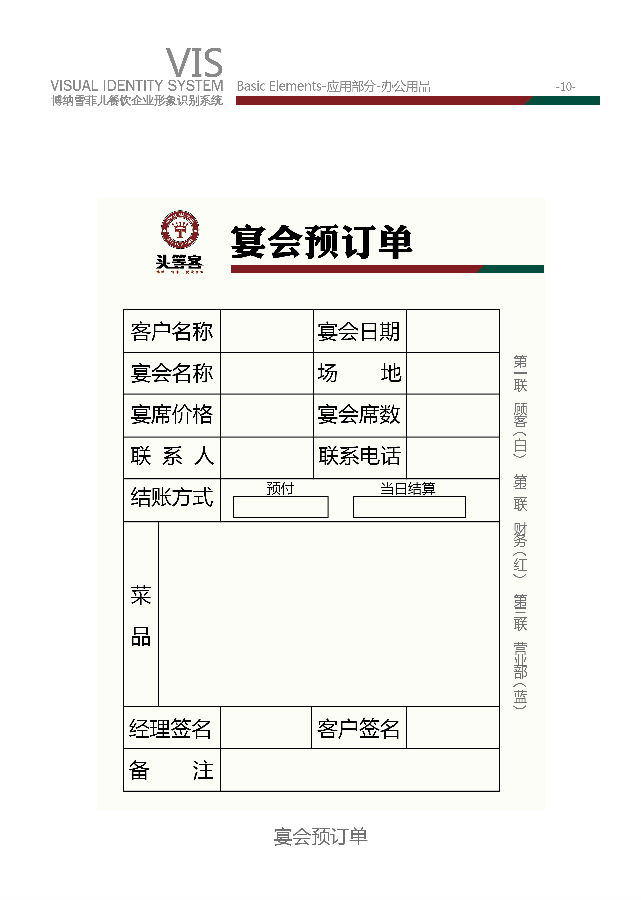 VIS
VISUAL IDENTITY SYSTEM
博纳雪菲儿餐饮企业形象识别系统
Basic Elements-应用部分-办公用品
-10-
头等客
宴会预订单
客户名称 宴会日期
宴会名称 场 地
宴席价格 宴会席数
联 系 人 联系电话
结账方式 预付 当日结算
菜
品
经理签名 客户签名
备 注
第一联 顾客（白） 第二联 财务（红） 第三联 营业部（蓝）
宴会预订单